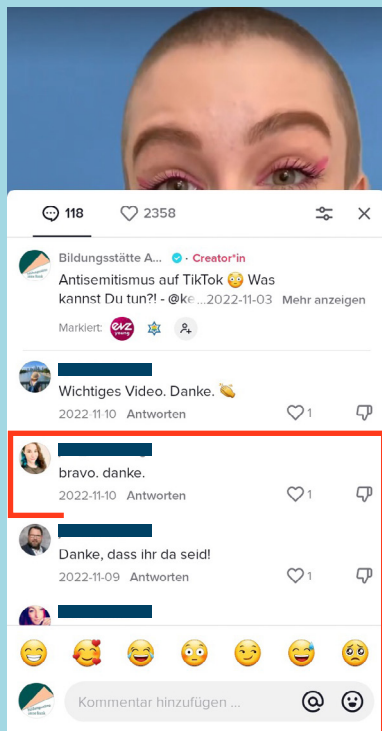 118 2358
Bildungsstätte A... · Creator*in
Antisemitismus auf TikTok 😳 Was
kannst Du tun?! - @ke...2022-11-03 Mehr anzeigen
Markiert: evz young
Wichtiges Video. Danke. 👏
2022-11-10 Antworten 1
bravo. danke.
2022-11-10 Antworten 1
Danke, dass ihr da seid!
2022-11-09 Antworten 1
Kommentar hinzufügen ... @